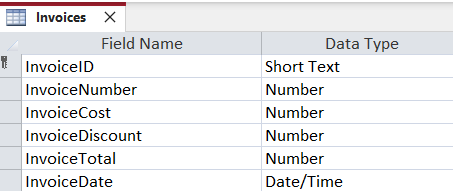 Invoices
Field Name Data Type
InvoiceID Short Text
InvoiceNumber Number
InvoiceCost Number
InvoiceDiscount Number
InvoiceTotal Number
InvoiceDate Date/Time